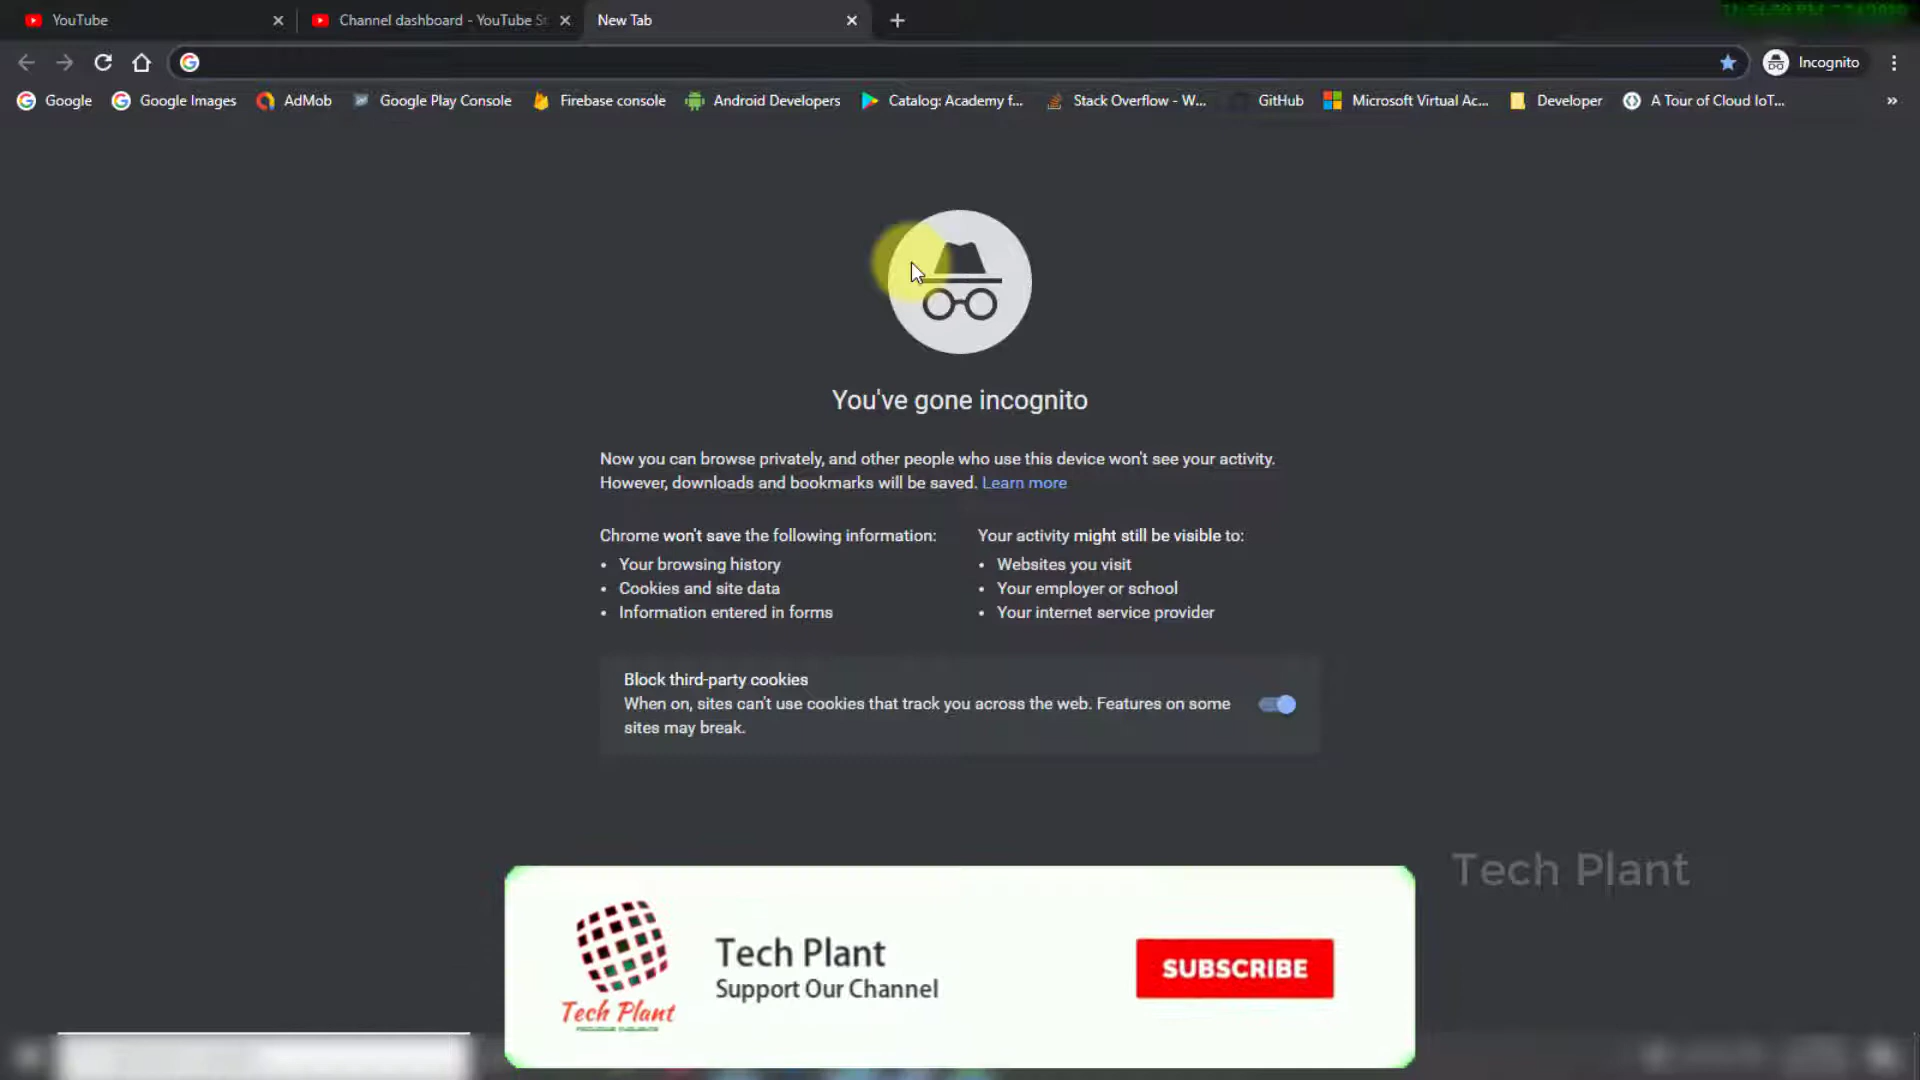 YouTube
Channel dashboard - YouTube St
New Tab
Incognito
Google
Google Images
AdMob
Google Play Console
Firebase console
Android Developers
Catalog: Academy f...
Stack Overflow - W...
GitHub
Microsoft Virtual Ac...
Developer
A Tour of Cloud IoT...
You've gone incognito
Now you can browse privately, and other people who use this device won't see your activity.
However, downloads and bookmarks will be saved. Learn more
Chrome won't save the following information:
• Your browsing history
• Cookies and site data
• Information entered in forms
Your activity might still be visible to:
• Websites you visit
• Your employer or school
• Your internet service provider
Block third-party cookies
When on, sites can't use cookies that track you across the web. Features on some
sites may break.
Tech Plant
Tech Plant
Support Our Channel
SUBSCRIBE
Tech Plant